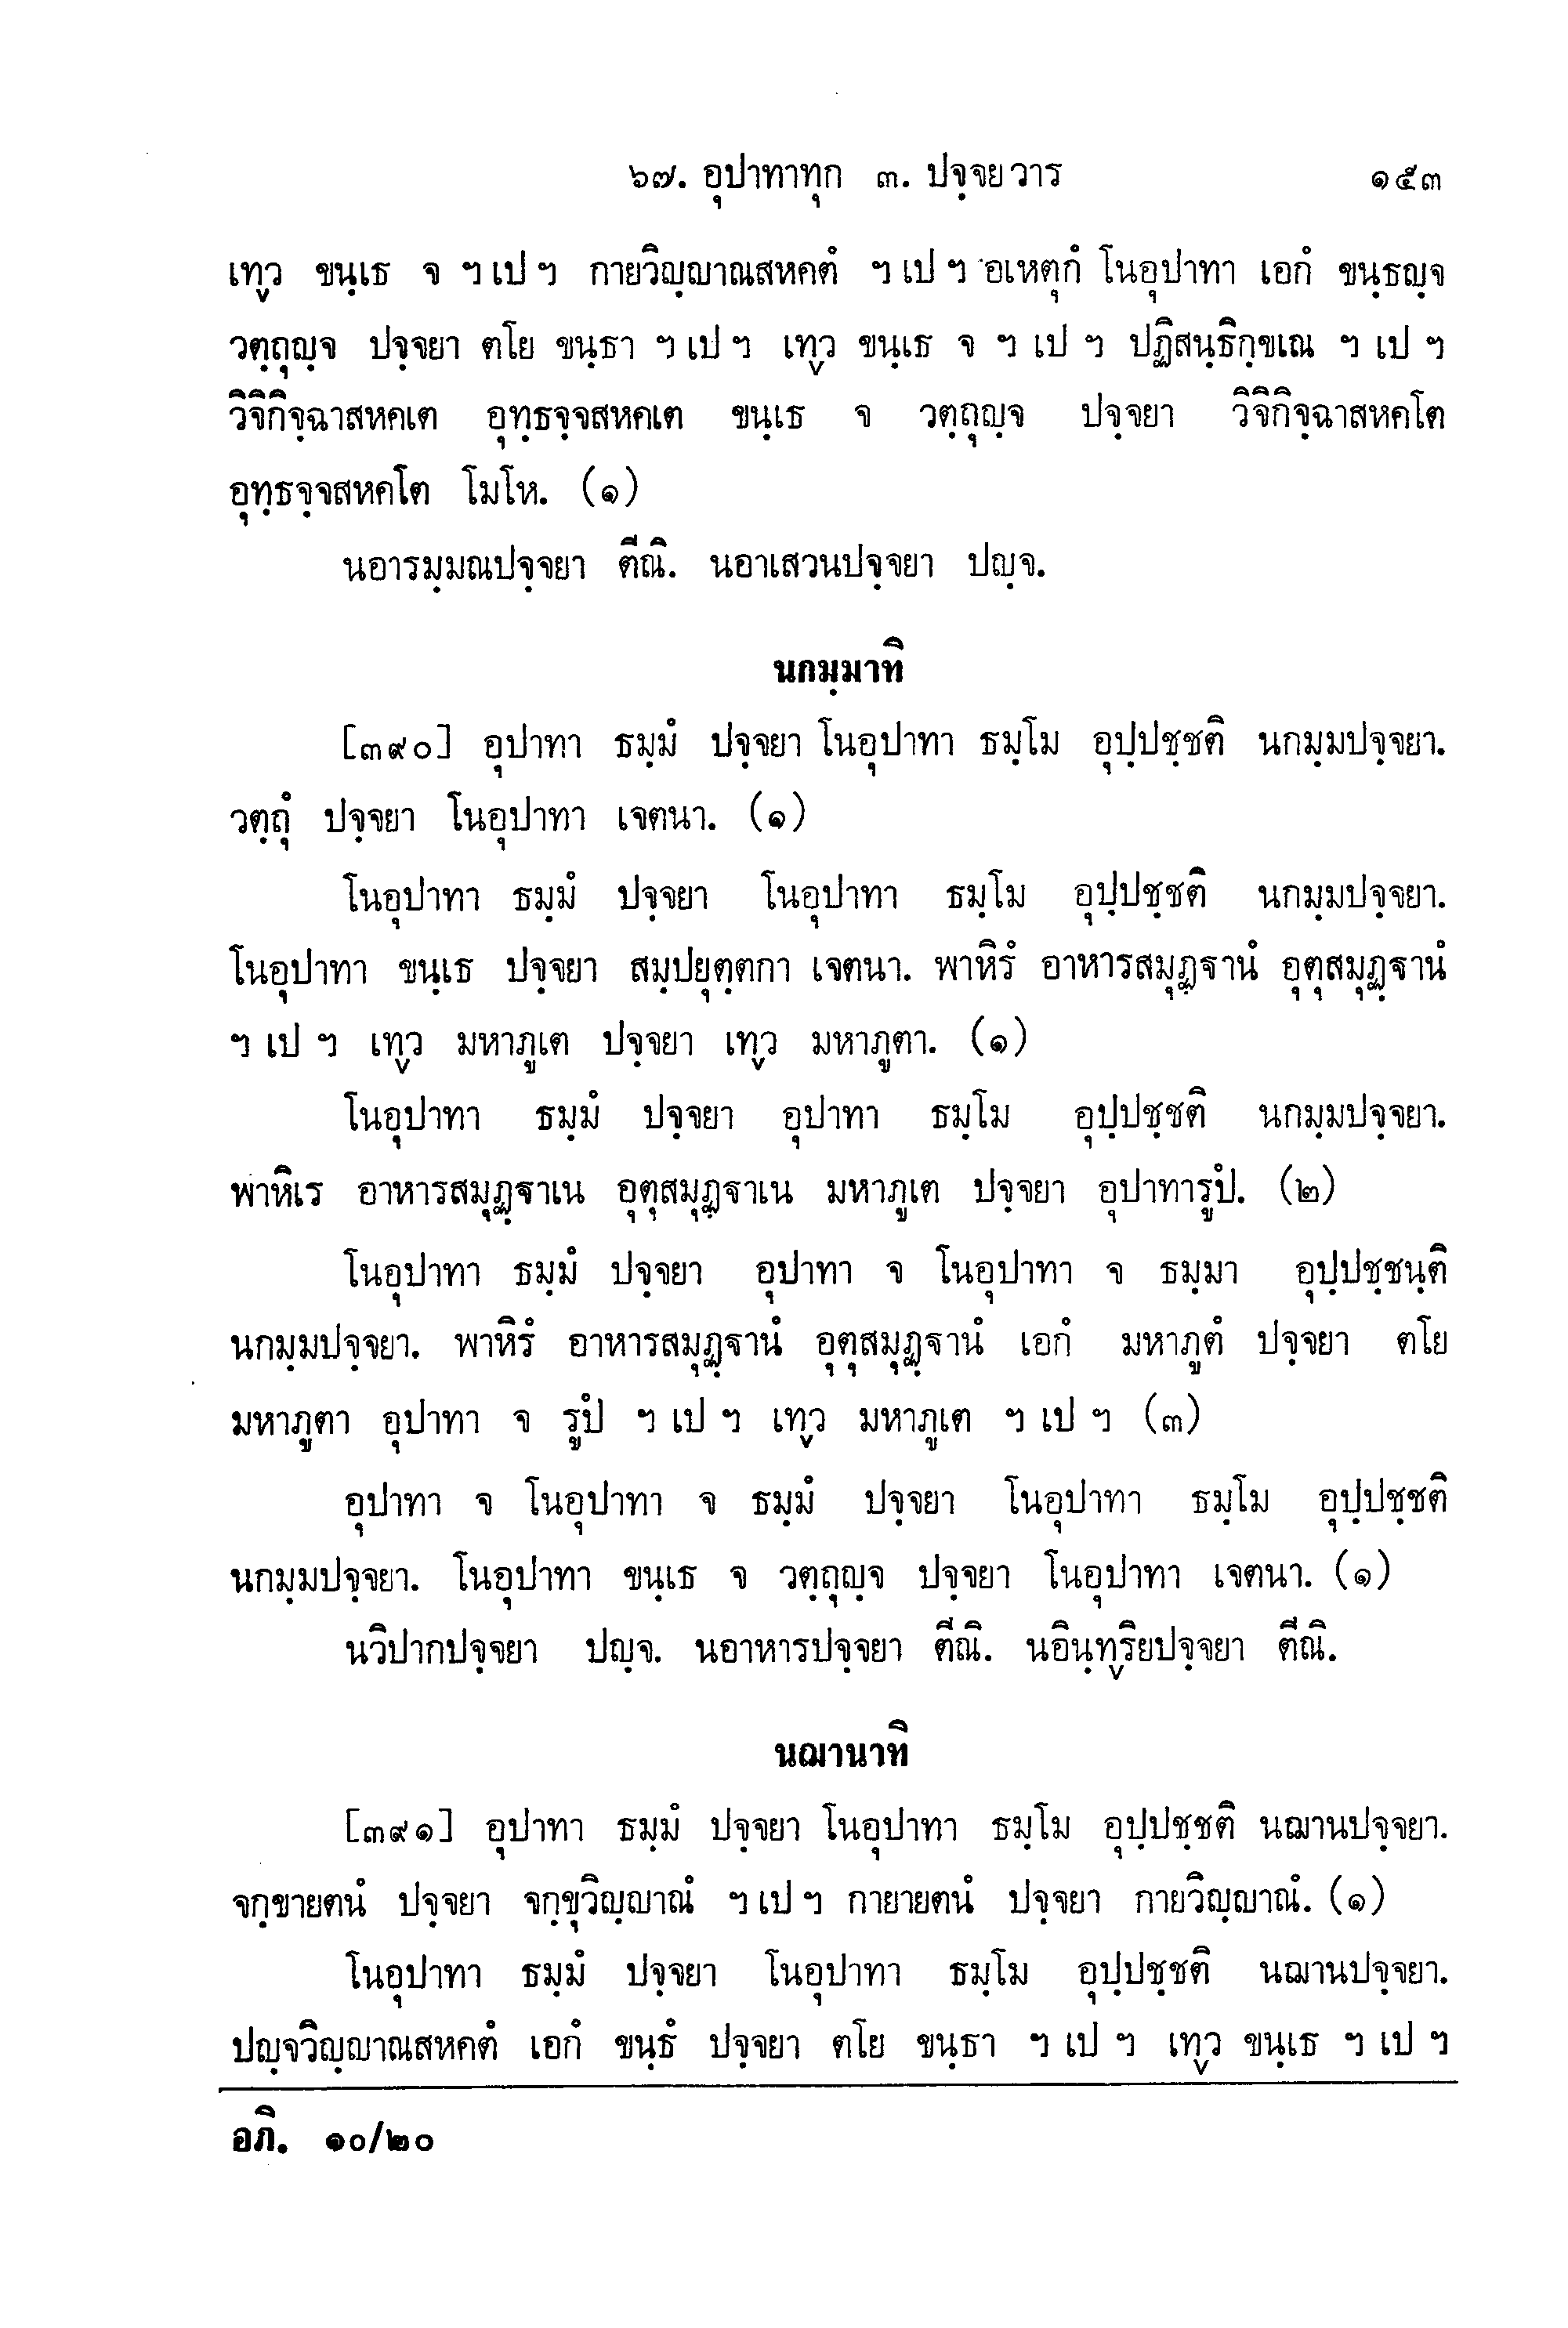 ๖๗. อุปาทาทุก ๓. ปจฺจยวาร ๑๕๓
เทฺว ขนฺเธ จ ฯ เป ฯ กายวิญฺญาณสหคตํ ฯ เป ฯ อเหตุกํ โนอุปาทา เอกํ ขนฺธญฺจ
วตฺถุญฺจ ปจฺจยา ตโย ขนฺธา ฯ เป ฯ เทฺว ขนฺเธ จ ฯ เป ฯ ปฏิสนฺธิกฺขเณ ฯ เป ฯ
วิจิกิจฺฉาสหคเต อุทฺธจฺจสหคเต ขนฺเธ จ วตฺถุญฺจ ปจฺจยา วิจิกิจฺฉาสหคโต
อุทฺธจฺจสหคโต โมโห. (๑)
นอารมฺมณปจฺจยา ตีณิ. นอาเสวนปจฺจยา ปญฺจ.
นกมฺมาทิ
[๓๙๐] อุปาทา ธมฺมํ ปจฺจยา โนอุปาทา ธมฺโม อุปฺปชฺชติ นกมฺมปจฺจยา.
วตฺถุํ ปจฺจยา โนอุปาทา เจตนา. (๑)
โนอุปาทา ธมฺมํ ปจฺจยา โนอุปาทา ธมฺโม อุปฺปชฺชติ นกมฺมปจฺจยา.
โนอุปาทา ขนฺเธ ปจฺจยา สมฺปยุตฺตกา เจตนา. พาหิรํ อาหารสมุฏฺฐานํ อุตุสมุฏฺฐานํ
ฯ เป ฯ เทฺว มหาภูเต ปจฺจยา เทฺว มหาภูตา. (๑)
โนอุปาทา ธมฺมํ ปจฺจยา อุปาทา ธมฺโม อุปฺปชฺชติ นกมฺมปจฺจยา.
พาหิเร อาหารสมุฏฺฐาเน อุตุสมุฏฺฐาเน มหาภูเต ปจฺจยา อุปาทารูปํ. (๒)
โนอุปาทา ธมฺมํ ปจฺจยา อุปาทา จ โนอุปาทา จ ธมฺมา อุปฺปชฺชนฺติ
นกมฺมปจฺจยา. พาหิรํ อาหารสมุฏฺฐานํ อุตุสมุฏฺฐานํ เอกํ มหาภูตํ ปจฺจยา ตโย
มหาภูตา อุปาทา จ รูปํ ฯ เป ฯ เทฺว มหาภูเต ฯ เป ฯ (๓)
อุปาทา จ โนอุปาทา จ ธมฺมํ ปจฺจยา โนอุปาทา ธมฺโม อุปฺปชฺชติ
นกมฺมปจฺจยา. โนอุปาทา ขนฺเธ จ วตฺถุญฺจ ปจฺจยา โนอุปาทา เจตนา. (๑)
นวิปากปจฺจยา ปญฺจ. นอาหารปจฺจยา ตีณิ. นอินฺทฺริยปจฺจยา ตีณิ.
นฌานาทิ
[๓๙๑] อุปาทา ธมฺมํ ปจฺจยา โนอุปาทา ธมฺโม อุปฺปชฺชติ นฌานปจฺจยา.
จกฺขายตนํ ปจฺจยา จกฺขุวิญฺญาณํ ฯ เป ฯ กายายตนํ ปจฺจยา กายวิญฺญาณํ. (๑)
โนอุปาทา ธมฺมํ ปจฺจยา โนอุปาทา ธมฺโม อุปฺปชฺชติ นฌานปจฺจยา.
ปญฺจวิญฺญาณสหคตํ เอกํ ขนฺธํ ปจฺจยา ตโย ขนฺธา ฯ เป ฯ เทฺว ขนฺเธ ฯ เป ฯ
อภิ. ๑๐/๒๐